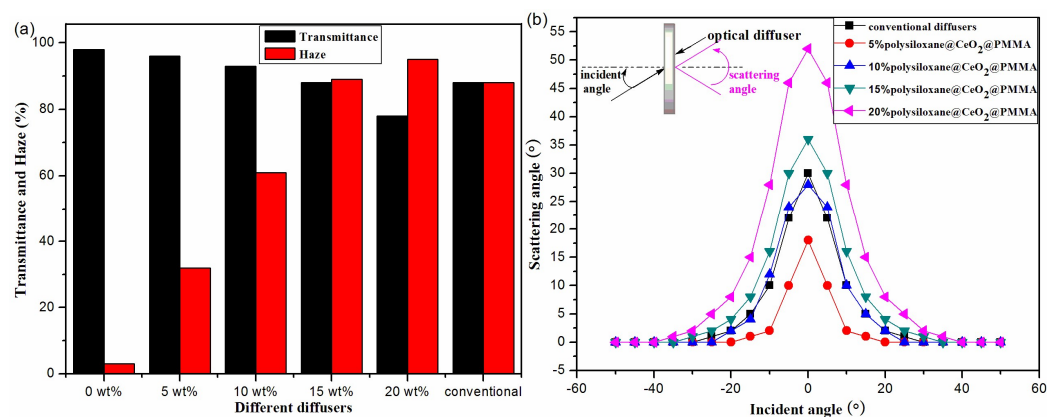 (a)
Transmittance
Haze
Transmittance and Haze (%)
100
80
60
40
20
0
0 wt%
5 wt%
10 wt%
15 wt%
20 wt%
conventional
Different diffusers
(b)
conventional diffusers
5%polysiloxane@CeO₂@PMMA
10%polysiloxane@CeO₂@PMMA
15%polysiloxane@CeO₂@PMMA
20%polysiloxane@CeO₂@PMMA
optical diffuser
incident
angle
scattering
angle
Scattering angle (°)
55
50
45
40
35
30
25
20
15
10
5
0
-5
-60
-40
-20
0
20
40
60
Incident angle (°)